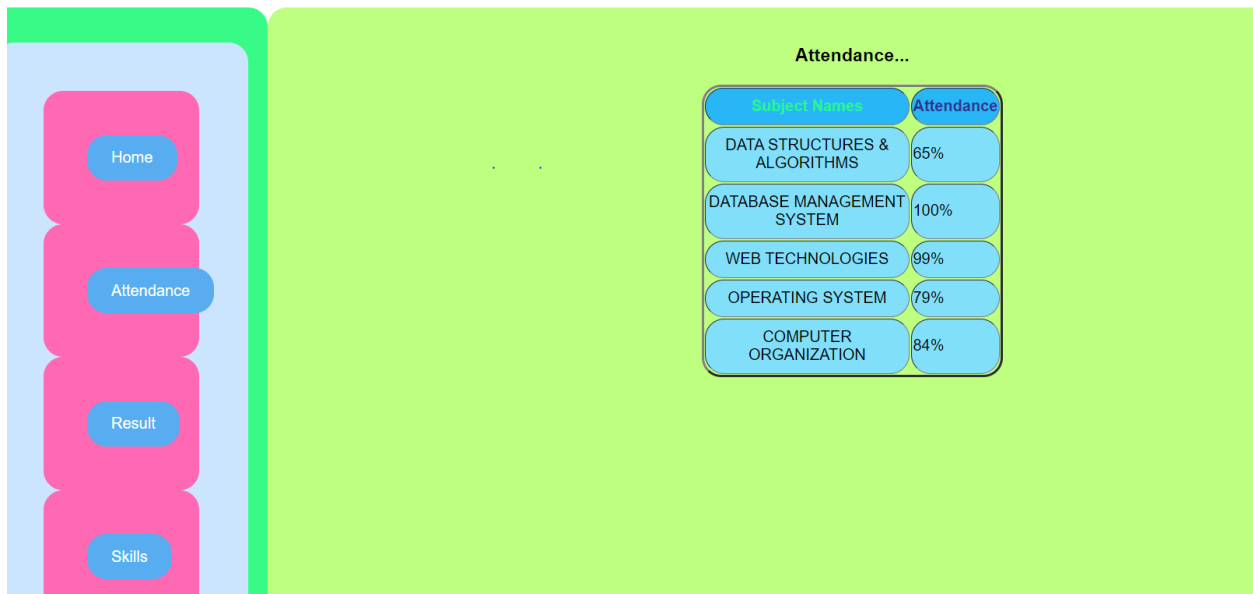 Home
Attendance
Result
Skills
Attendance...
Subject Names Attendance
DATA STRUCTURES &
ALGORITHMS 65%
DATABASE MANAGEMENT
SYSTEM 100%
WEB TECHNOLOGIES 99%
OPERATING SYSTEM 79%
COMPUTER
ORGANIZATION 84%